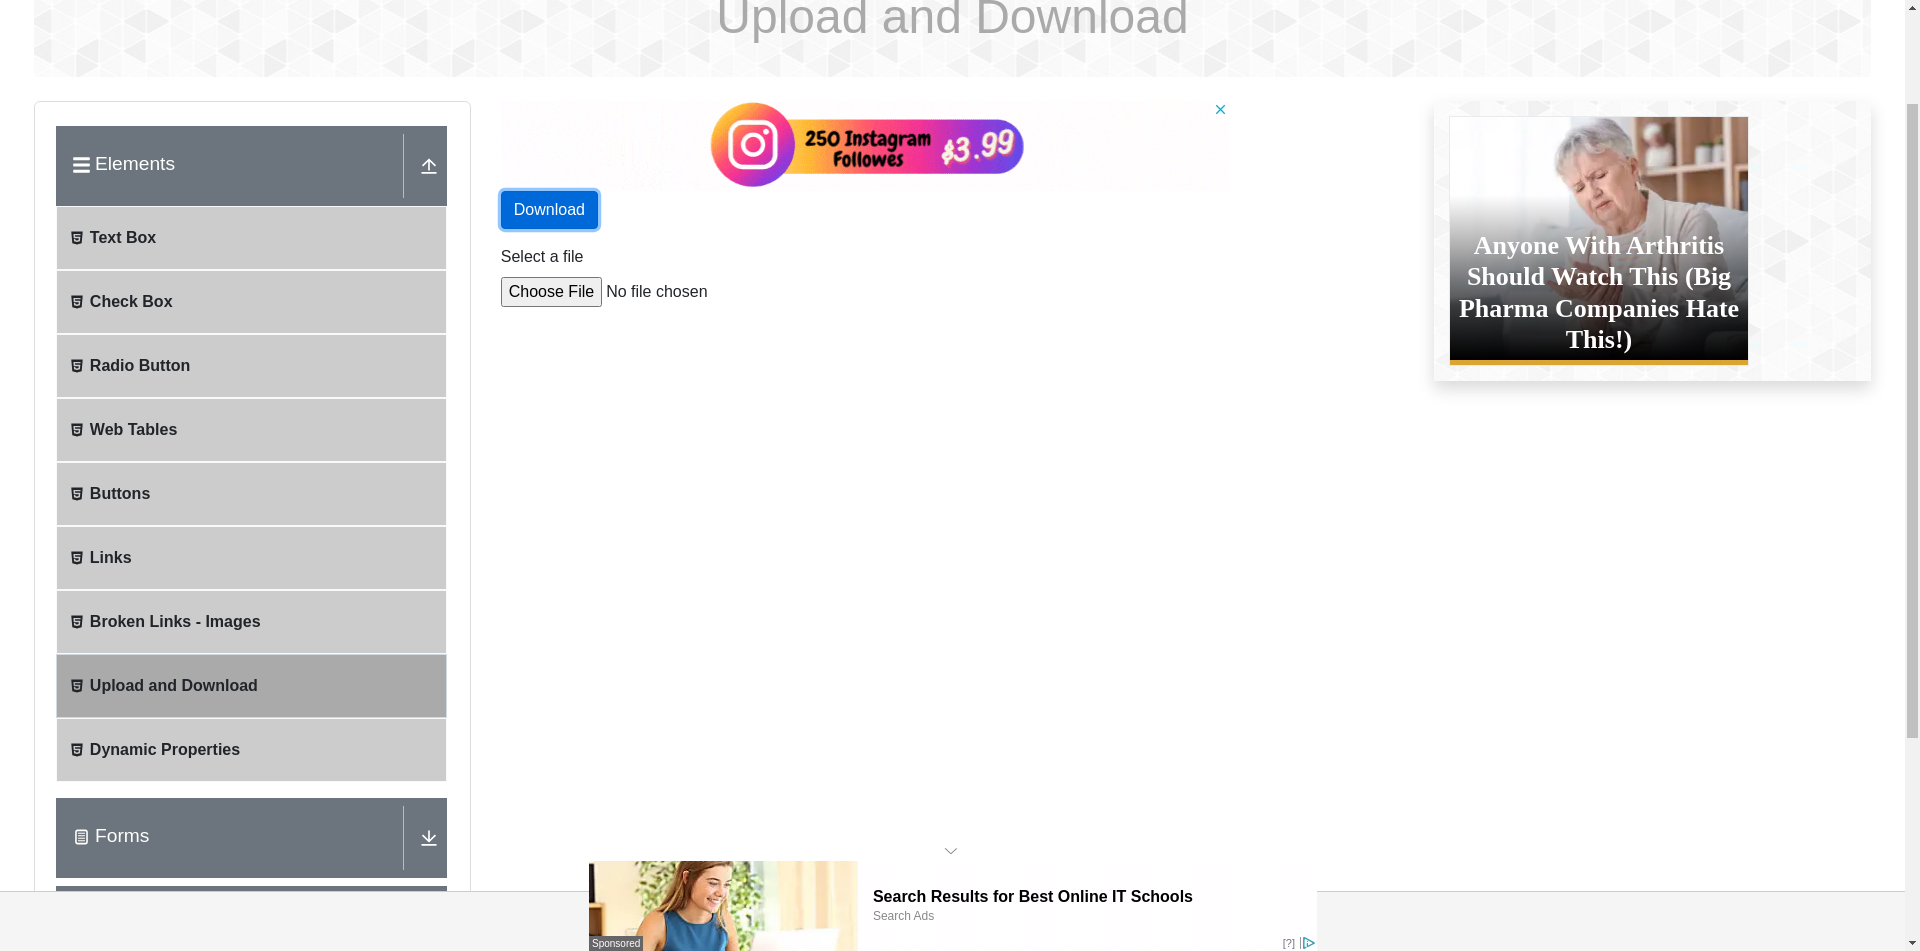 Upload and Download
Elements
Text Box
Check Box
Radio Button
Web Tables
Buttons
Links
Broken Links - Images
Upload and Download
Dynamic Properties
Forms
250 Instagram
Followes
$3.99
Download
Select a file
Choose File No file chosen
Anyone With Arthritis
Should Watch This (Big
Pharma Companies Hate
This!)
Search Results for Best Online IT Schools
Search Ads
Sponsored
[?]